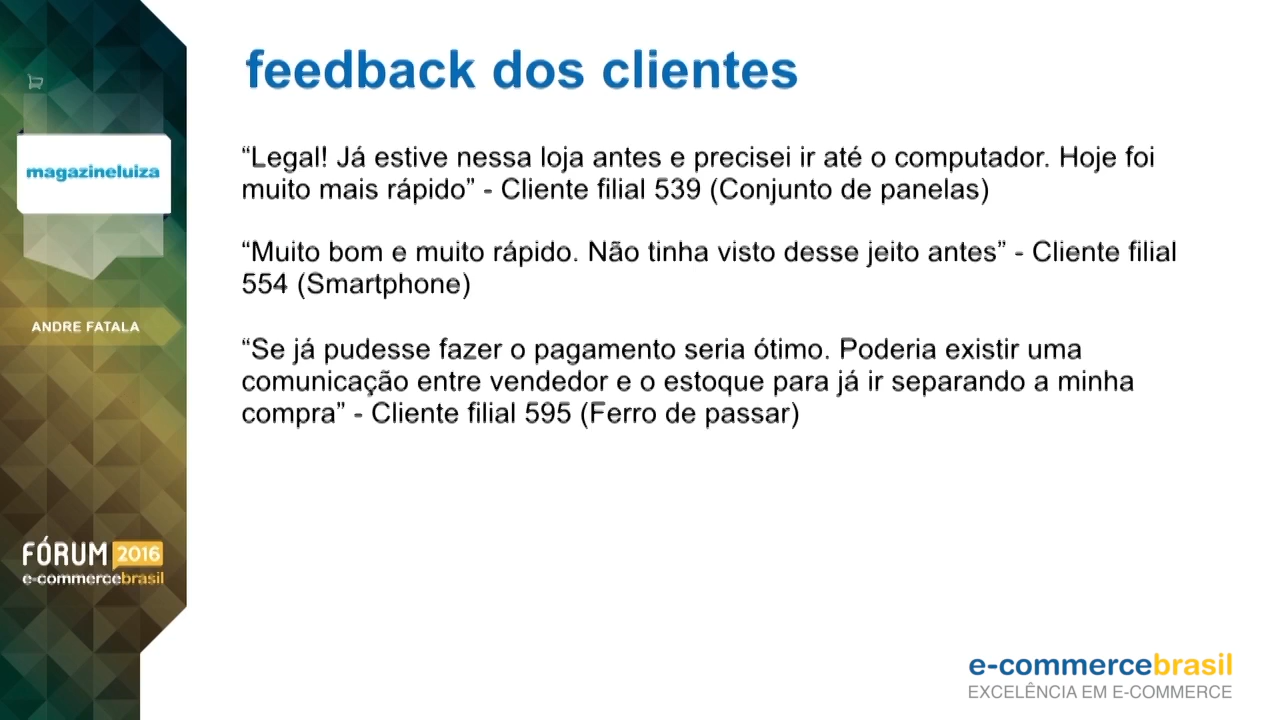 feedback dos clientes
magazineluiza
ANDRE FATALA
FÓRUM 2016
e-commercebrasil
“Legal! Já estive nessa loja antes e precisei ir até o computador. Hoje foi
muito mais rápido” - Cliente filial 539 (Conjunto de panelas)
“Muito bom e muito rápido. Não tinha visto desse jeito antes” - Cliente filial
554 (Smartphone)
“Se já pudesse fazer o pagamento seria ótimo. Poderia existir uma
comunicação entre vendedor e o estoque para já ir separando a minha
compra” - Cliente filial 595 (Ferro de passar)
e-commercebrasil
EXCELÊNCIA EM E-COMMERCE